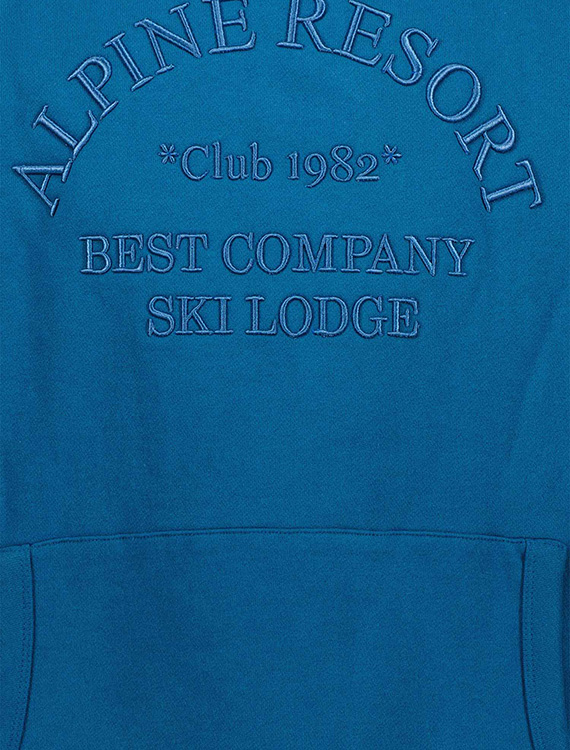 ALPINE RESORT
*Club 1982*
BEST COMPANY
SKI LODGE